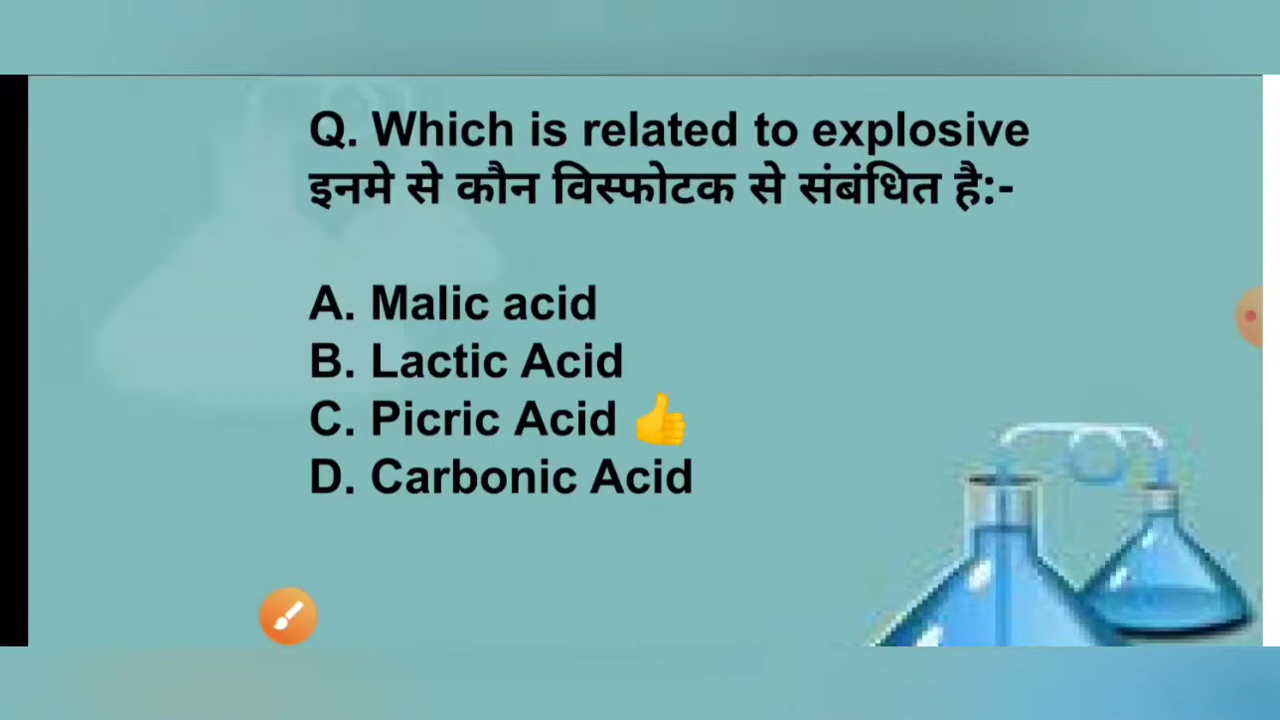 Q. Which is related to explosive
इनमे से कौन विस्फोटक से संबंधित है:-
A. Malic acid
B. Lactic Acid
C. Picric Acid 👍
D. Carbonic Acid